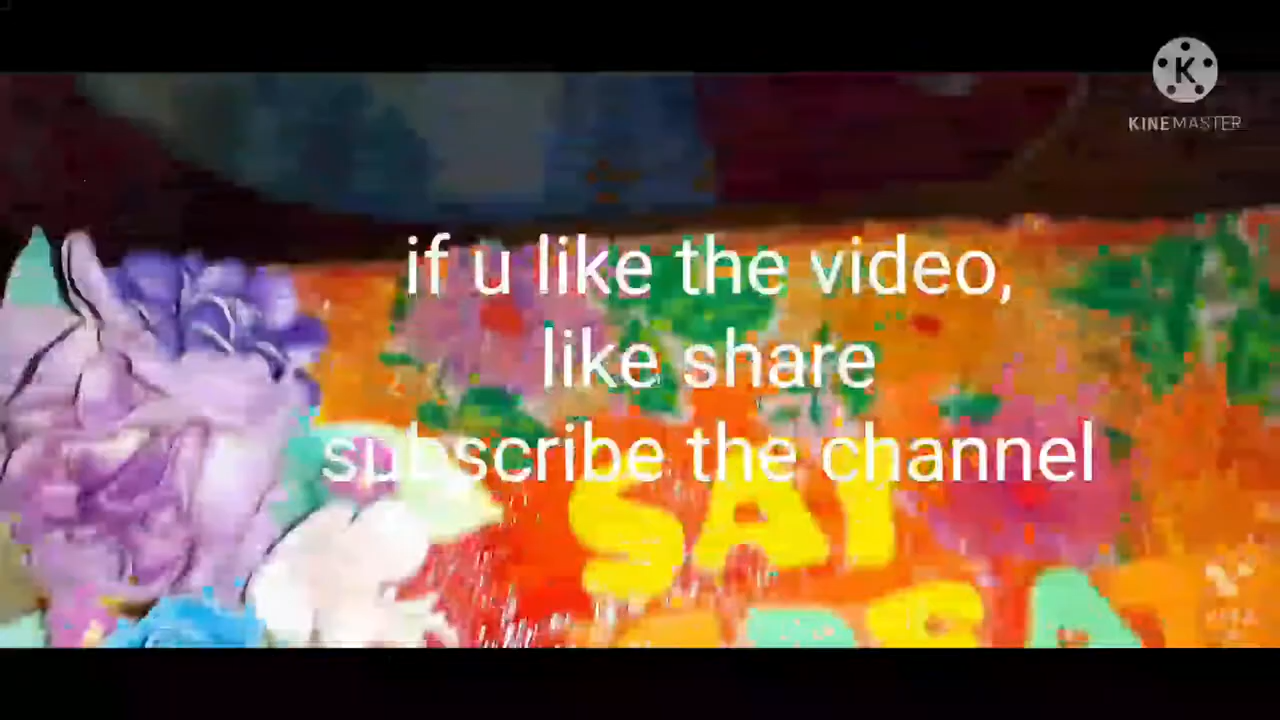 K
KINEMASTER
if u like the video,
like share
subscribe the channel
SAI